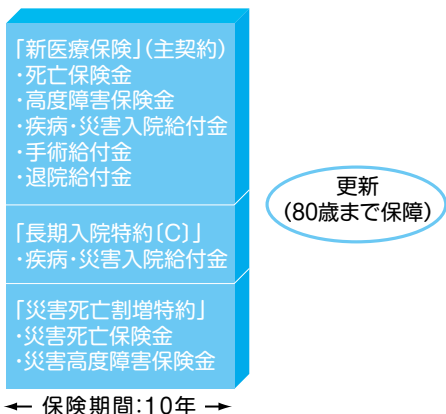 「新医療保険」(主契約)
・死亡保険金
・高度障害保険金
・疾病・災害入院給付金
・手術給付金
・退院給付金
「長期入院特約〔C〕」
・疾病・災害入院給付金
「災害死亡割増特約」
・災害死亡保険金
・災害高度障害保険金
← 保険期間:10年 →
更新
(80歳まで保障)